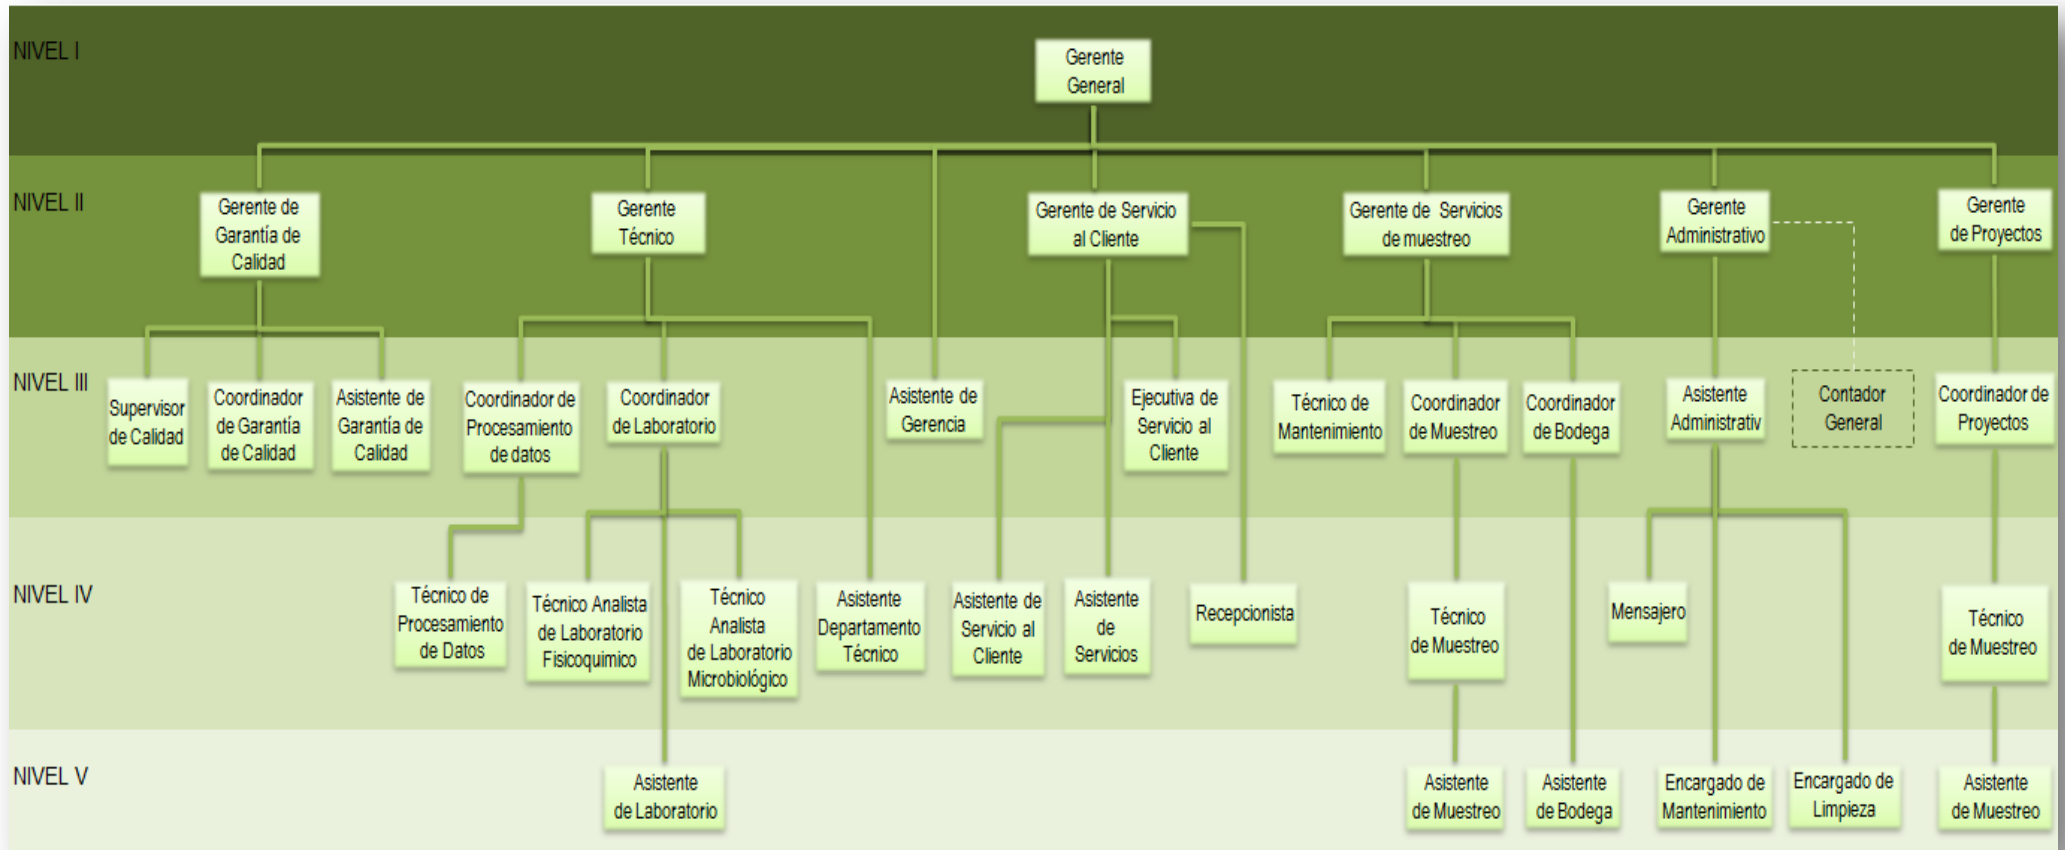 NIVEL I
Gerente
General
NIVEL II
Gerente de
Garantía de
Calidad
Gerente
Técnico
Gerente de Servicio
al Cliente
Gerente de Servicios
de muestreo
Gerente
Administrativo
Gerente
de Proyectos
NIVEL III
Supervisor
de Calidad
Coordinador
de Garantía
de Calidad
Asistente de
Garantía de
Calidad
Coordinador de
Procesamiento
de datos
Coordinador
de Laboratorio
Asistente de
Gerencia
Ejecutiva de
Servicio al
Cliente
Técnico de
Mantenimiento
Coordinador
de Muestreo
Coordinador
de Bodega
Asistente
Administrativ
Contador
General
Coordinador de
Proyectos
NIVEL IV
Técnico de
Procesamiento
de Datos
Técnico Analista
de Laboratorio
Fisicoquimico
Técnico
Analista
de Laboratorio
Microbiológico
Asistente
Departamento
Técnico
Asistente de
Servicio al
Cliente
Asistente
de
Servicios
Recepcionista
Técnico
de Muestreo
Mensajero
Técnico
de Muestreo
NIVEL V
Asistente
de Laboratorio
Asistente
de Muestreo
Asistente
de Bodega
Encargado de
Mantenimiento
Encargado de
Limpieza
Asistente
de Muestreo